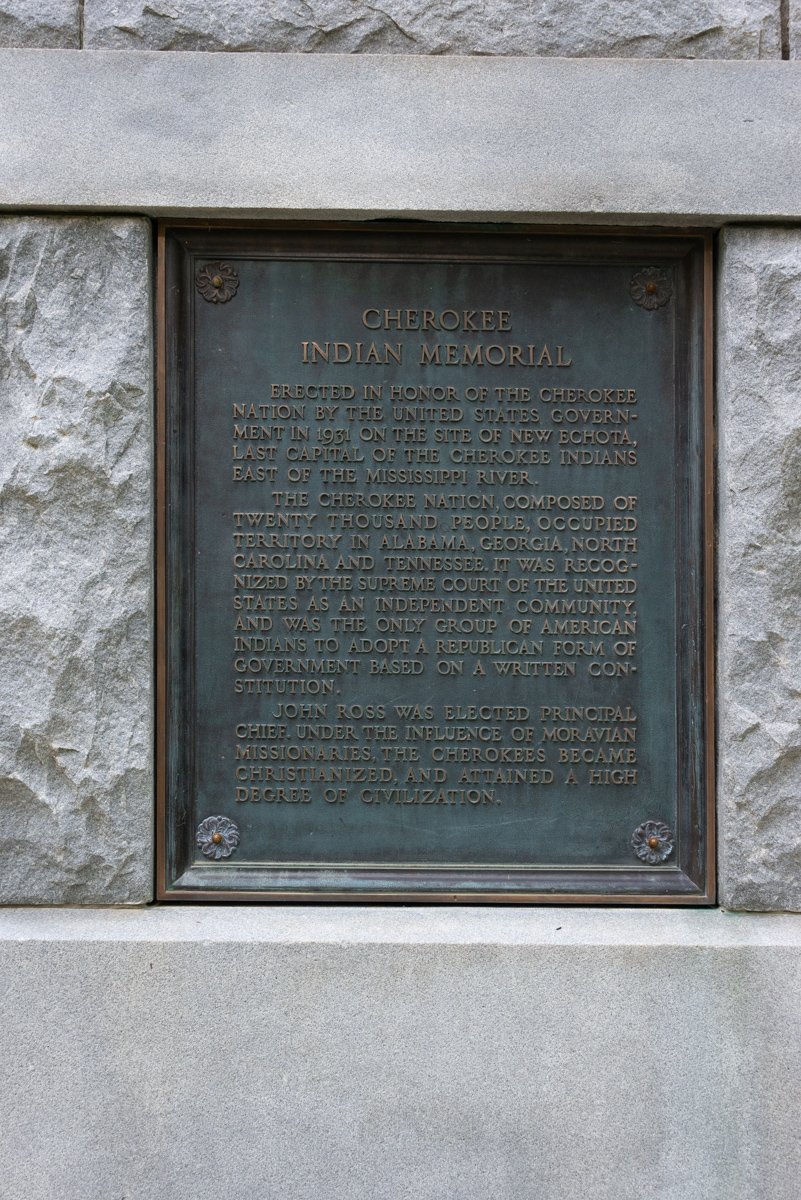 CHEROKEE
INDIAN MEMORIAL
ERECTED IN HONOR OF THE CHEROKEE
NATION BY THE UNITED STATES GOVERN-
MENT IN 1931 ON THE SITE OF NEW ECHOTA,
LAST CAPITAL OF THE CHEROKEE INDIANS
EAST OF THE MISSISSIPPI RIVER.
THE CHEROKEE NATION, COMPOSED OF
TWENTY THOUSAND PEOPLE, OCCUPIED
TERRITORY IN ALABAMA, GEORGIA, NORTH
CAROLINA AND TENNESSEE. IT WAS RECOG-
NIZED BY THE SUPREME COURT OF THE UNITED
STATES AS AN INDEPENDENT COMMUNITY,
AND WAS THE ONLY GROUP OF AMERICAN
INDIANS TO ADOPT A REPUBLICAN FORM OF
GOVERNMENT BASED ON A WRITTEN CON-
STITUTION.
JOHN ROSS WAS ELECTED PRINCIPAL
CHIEF. UNDER THE INFLUENCE OF MORAVIAN
MISSIONARIES, THE CHEROKEES BECAME
CHRISTIANIZED, AND ATTAINED A HIGH
DEGREE OF CIVILIZATION.